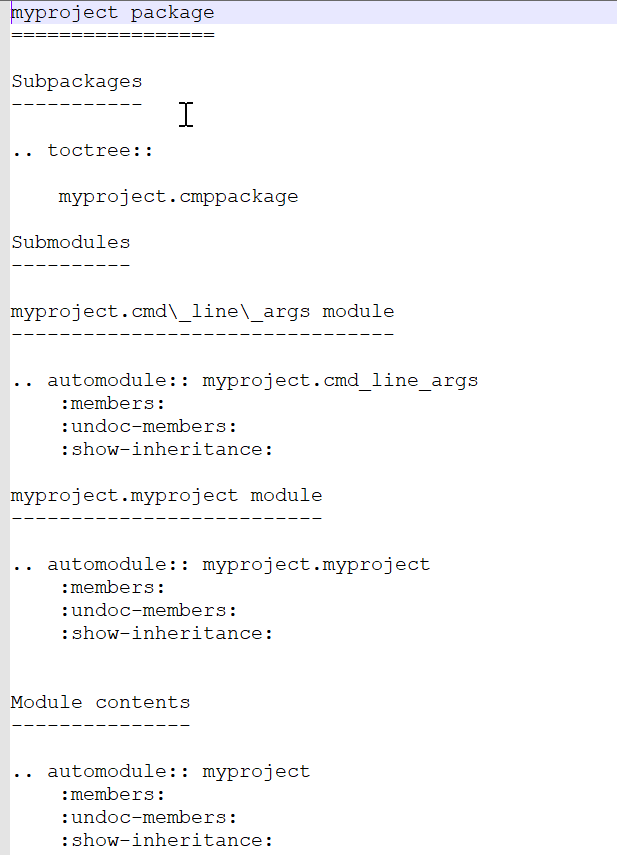 myproject package
=================
Subpackages
-----------
.. toctree::
    myproject.cmppackage
Submodules
----------
myproject.cmd\_line\_args module
--------------------------------
.. automodule:: myproject.cmd_line_args
    :members:
    :undoc-members:
    :show-inheritance:
myproject.myproject module
--------------------------
.. automodule:: myproject.myproject
    :members:
    :undoc-members:
    :show-inheritance:
Module contents
---------------
.. automodule:: myproject
    :members:
    :undoc-members:
    :show-inheritance: